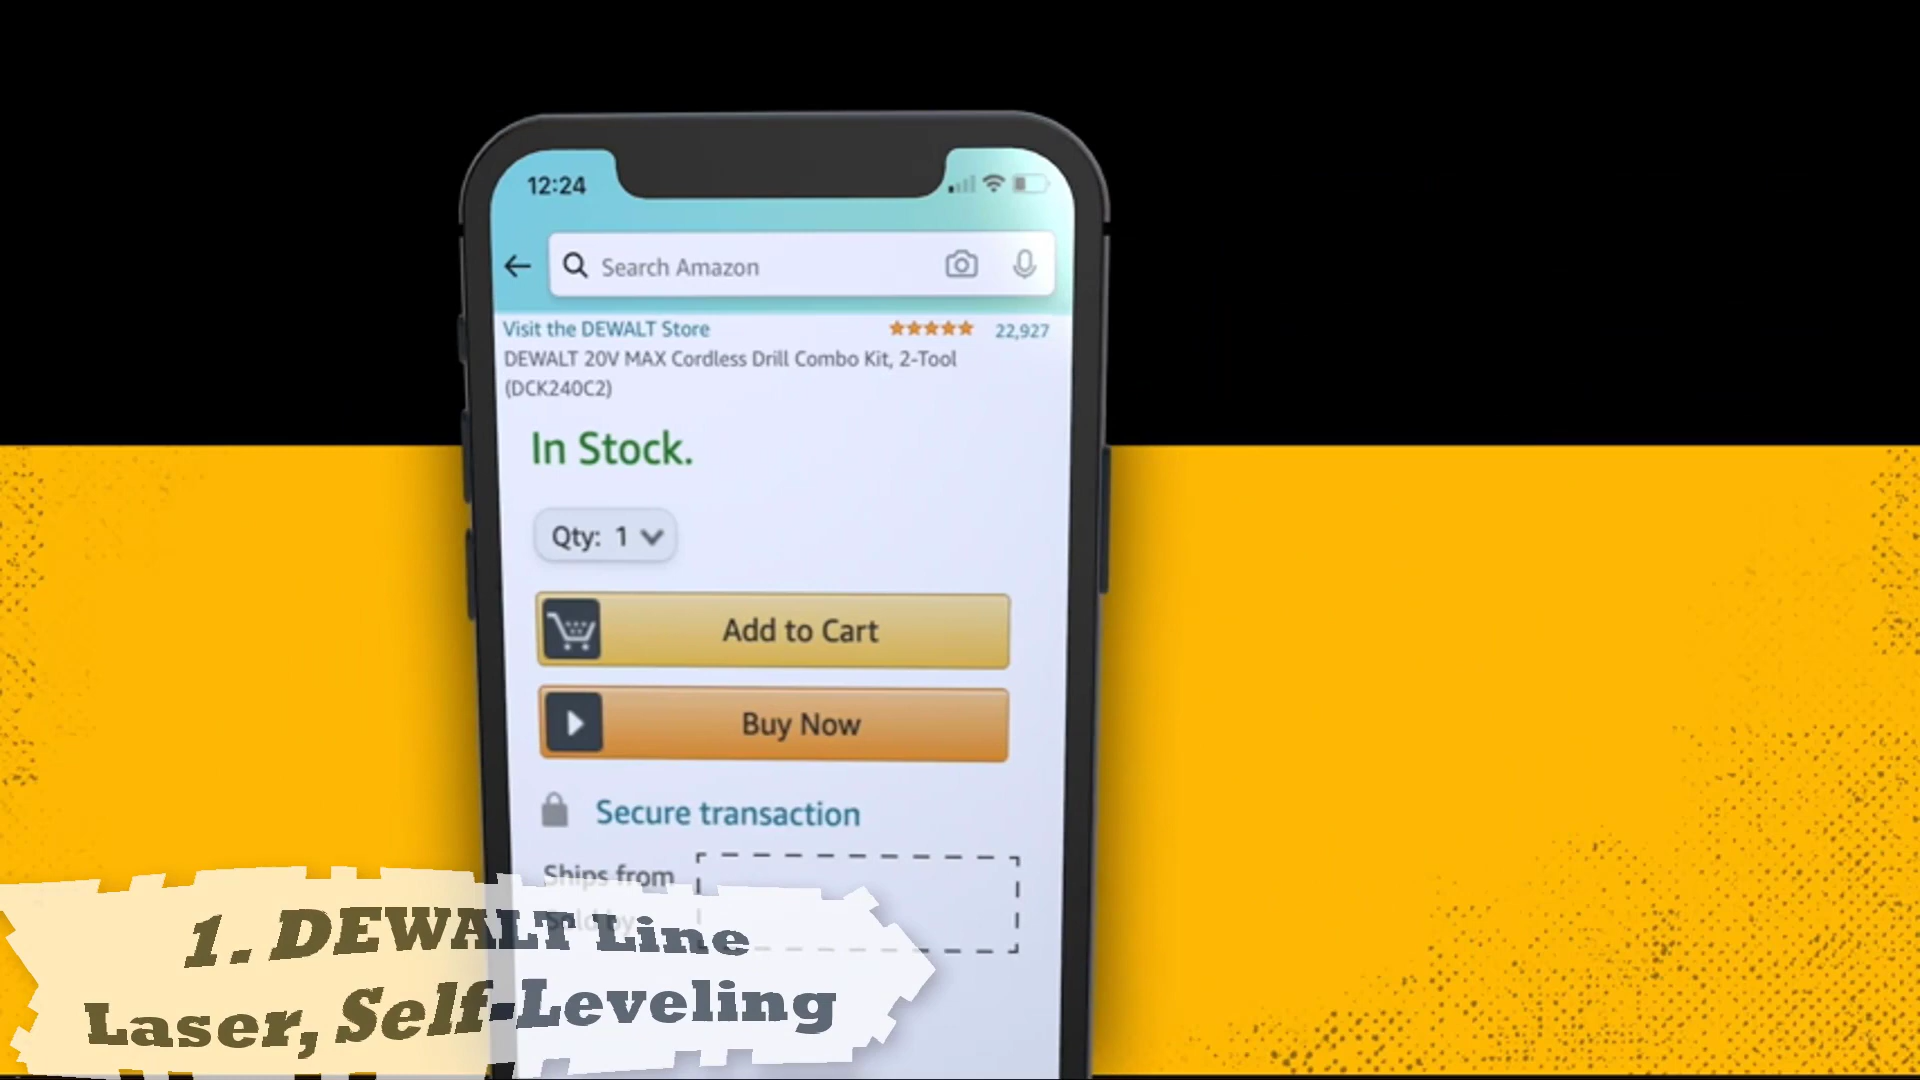 12:24
Search Amazon
Visit the DEWALT Store 22,927
DEWALT 20V MAX Cordless Drill Combo Kit, 2-Tool
(DCK240C2)
In Stock.
Qty: 1
Add to Cart
Buy Now
Secure transaction
Ships from
Sold by
1. DEWALT Line
Laser, Self-Leveling